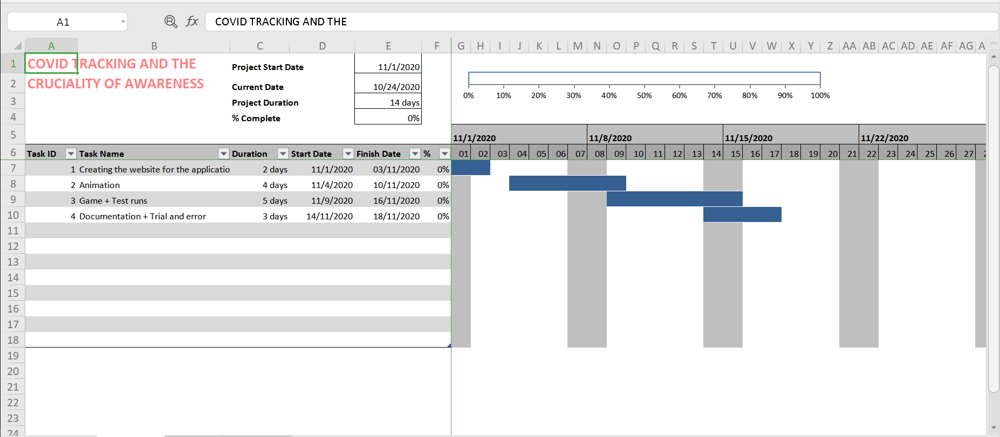 A1 fx COVID TRACKING AND THE
A B C D E F G H I J K L M N O P Q R S T U V W X Y Z AA AB AC AD AE AF AG A
1 COVID TRACKING AND THE Project Start Date 11/1/2020
2 CRUCIALITY OF AWARENESS Current Date 10/24/2020
0% 10% 20% 30% 40% 50% 60% 70% 80% 90% 100%
3 Project Duration 14 days
4 % Complete 0%
5 11/1/2020 11/8/2020 11/15/2020 11/22/2020
6 Task ID Task Name Duration Start Date Finish Date % 01 02 03 04 05 06 07 08 09 10 11 12 13 14 15 16 17 18 19 20 21 22 23 24 25 26 27 2
7 1 Creating the website for the applicatio 2 days 11/1/2020 03/11/2020 0%
8 2 Animation 4 days 11/4/2020 10/11/2020 0%
9 3 Game + Test runs 5 days 11/9/2020 16/11/2020 0%
10 4 Documentation + Trial and error 3 days 14/11/2020 18/11/2020 0%
11
12
13
14
15
16
17
18
19
20
21
22
23
24